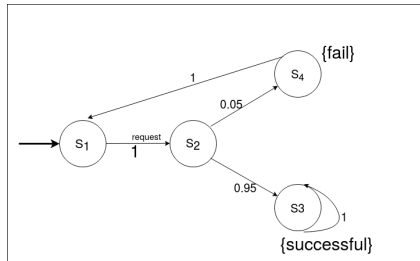 {fail}
S4
1
0.05
request
S1
1
S2
0.95
S3
1
{successful}